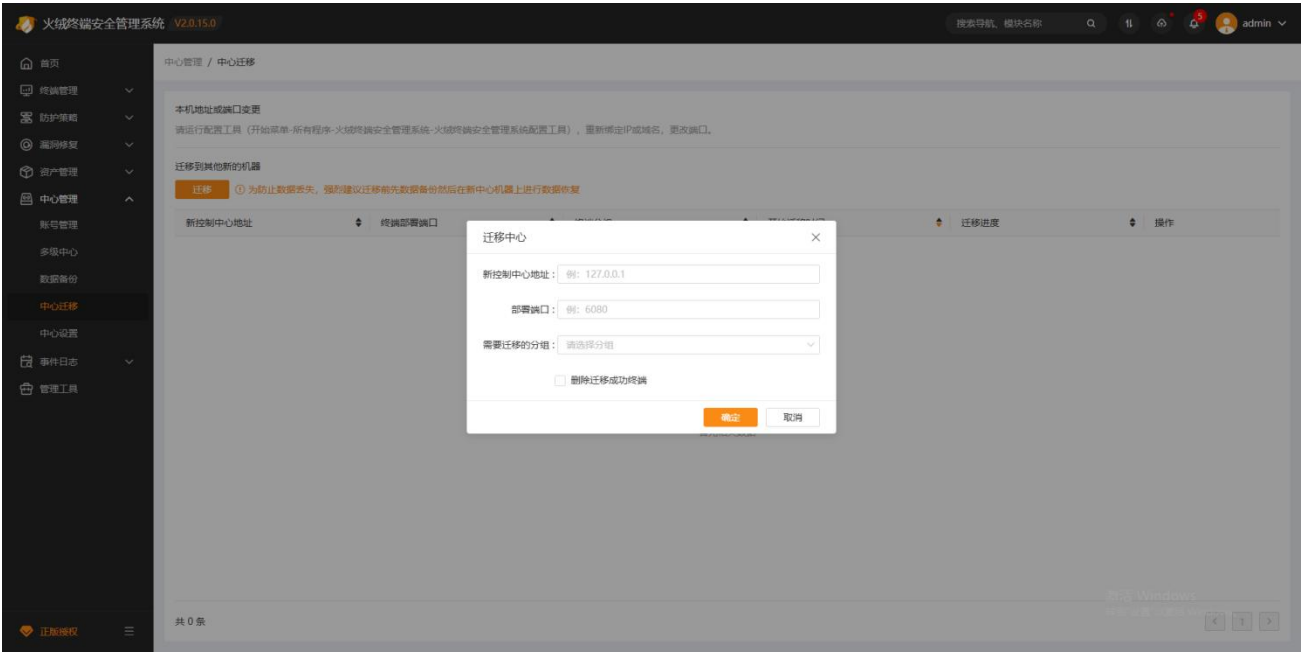 火绒终端安全管理系统 V2.0.15.0
搜索导航、模块名称
5
admin
首页
终端管理
防护策略
漏洞修复
资产管理
中心管理
账号管理
多级中心
数据备份
中心迁移
中心设置
事件日志
管理工具
正版授权
中心管理 / 中心迁移
本机地址或端口变更
请运行配置工具（开始菜单-所有程序-火绒终端安全管理系统-火绒终端安全管理系统配置工具），重新绑定IP或域名，更改端口。
迁移到其他新的机器
迁移 为防止数据丢失，强烈建议迁移前先数据备份然后在新中心机器上进行数据恢复
新控制中心地址 终端部署端口 迁移进度 操作
迁移中心
新控制中心地址： 例：127.0.0.1
部署端口： 例：6080
需要迁移的分组： 请选择分组
删除迁移成功终端
确定 取消
激活 Windows
共 0 条
1